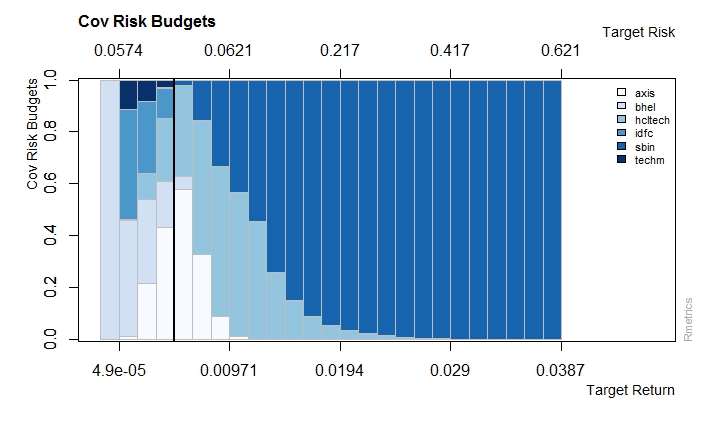 Cov Risk Budgets
Target Risk
0.0574 0.0621 0.217 0.417 0.621
Cov Risk Budgets
1.0
0.8
0.6
0.4
0.2
0.0
axis
bhel
hcltech
idfc
sbin
techm
Rmetrics
4.9e-05 0.00971 0.0194 0.029 0.0387
Target Return